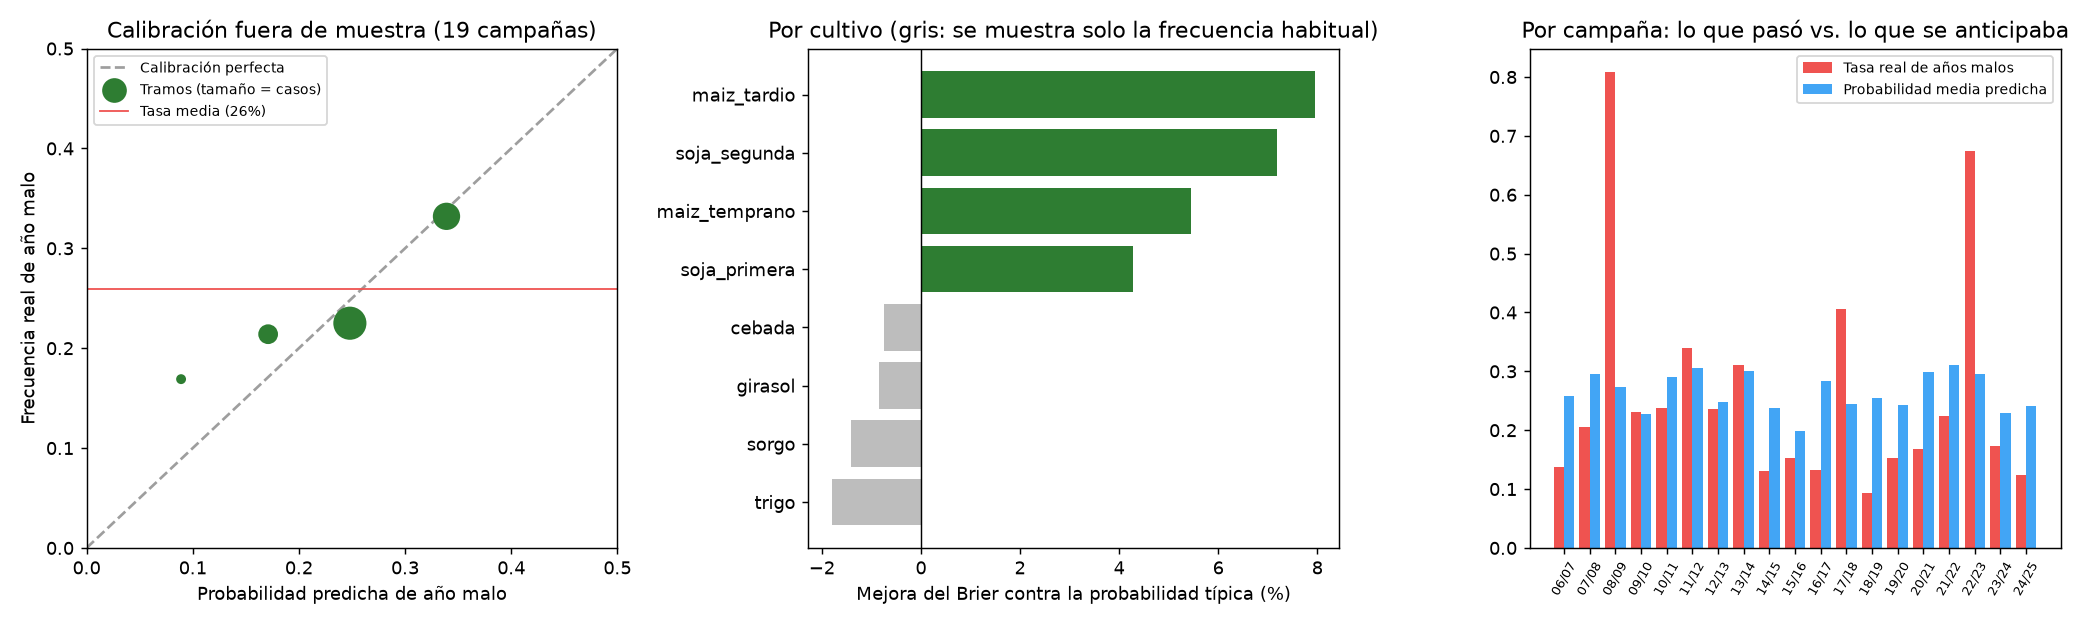 Calibración fuera de muestra (19 campañas)
Calibración perfecta
Tramos (tamaño = casos)
Tasa media (26%)
Frecuencia real de año malo
0.5
0.4
0.3
0.2
0.1
0.0
0.0 0.1 0.2 0.3 0.4 0.5
Probabilidad predicha de año malo
Por cultivo (gris: se muestra solo la frecuencia habitual)
maiz_tardio
soja_segunda
maiz_temprano
soja_primera
cebada
girasol
sorgo
trigo
−2 0 2 4 6 8
Mejora del Brier contra la probabilidad típica (%)
Por campaña: lo que pasó vs. lo que se anticipaba
Tasa real de años malos
Probabilidad media predicha
0.8
0.7
0.6
0.5
0.4
0.3
0.2
0.1
0.0
06/07 07/08 08/09 09/10 10/11 11/12 12/13 13/14 14/15 15/16 16/17 17/18 18/19 19/20 20/21 21/22 22/23 23/24 24/25